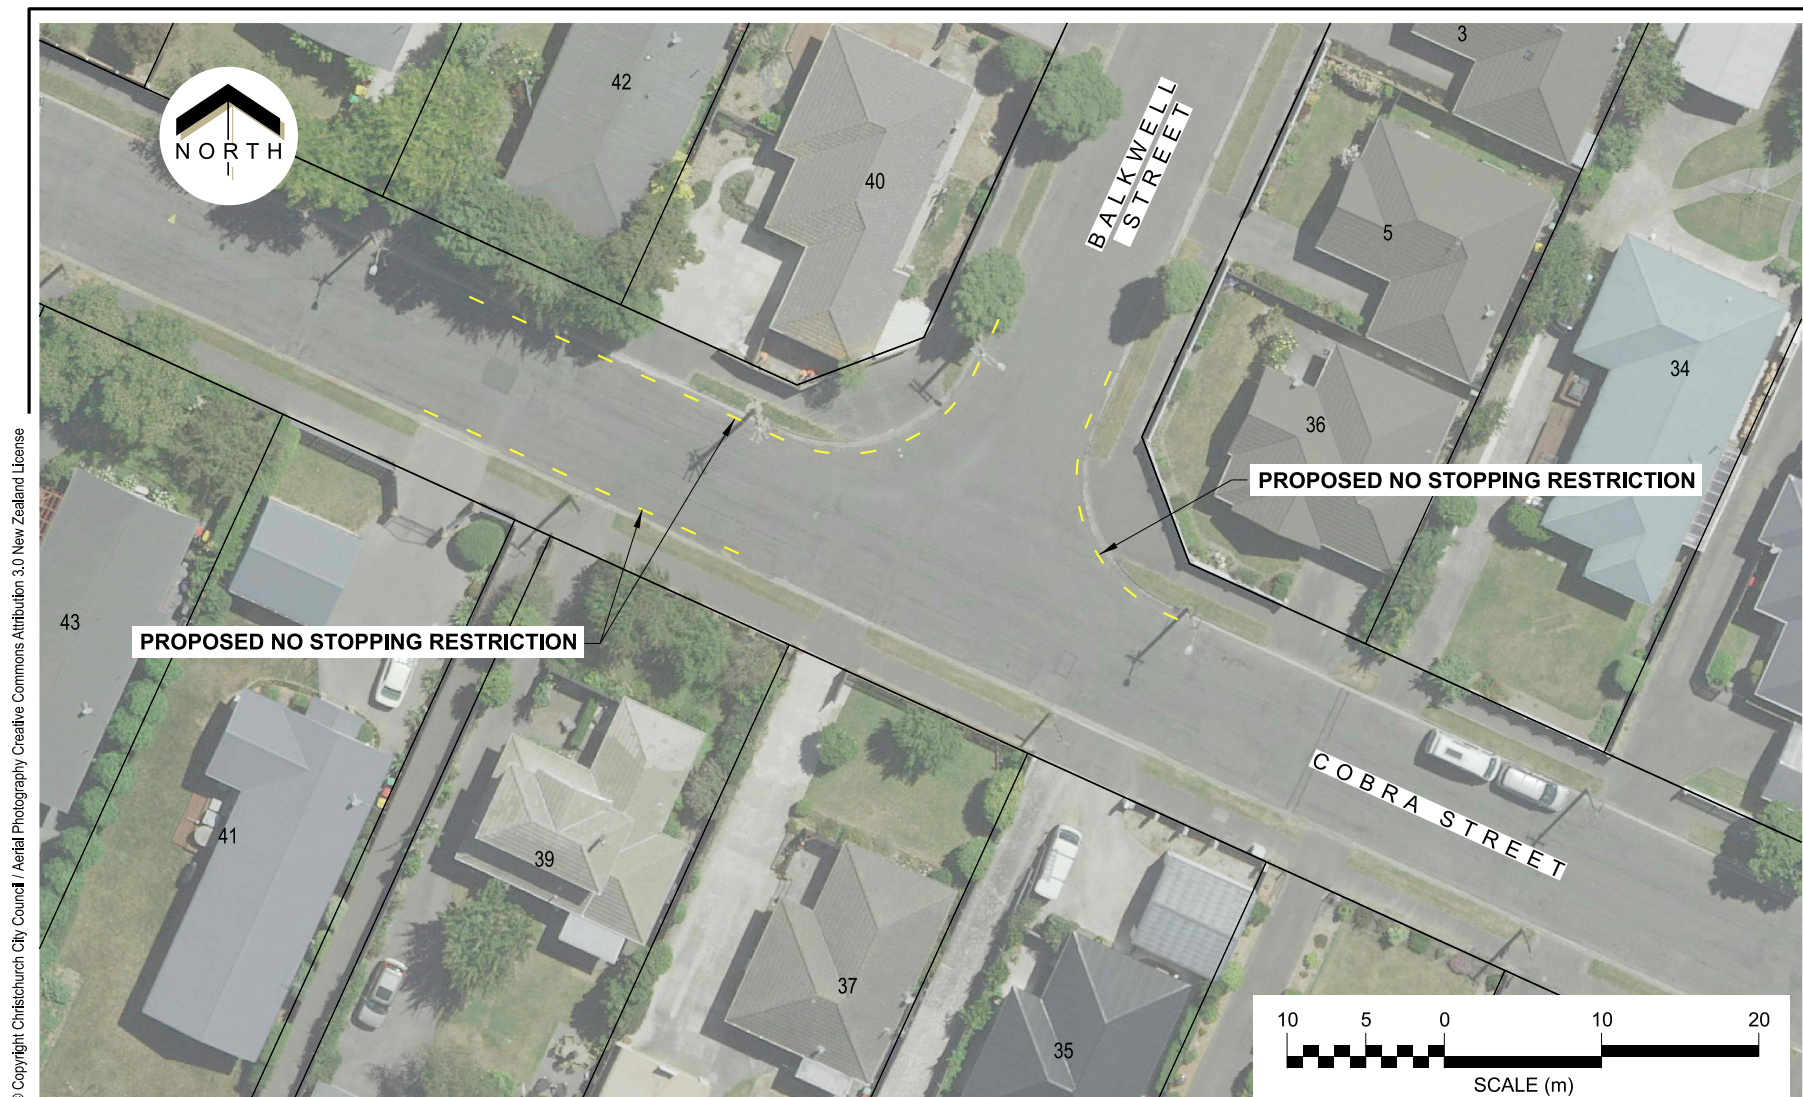 NORTH
42
40
3
BALKWELL
STREET
5
34
36
PROPOSED NO STOPPING RESTRICTION
43
PROPOSED NO STOPPING RESTRICTION
41
39
37
35
COBRA STREET
10 5 0 10 20
SCALE (m)
© Copyright Christchurch City Council / Aerial Photography Creative Commons Attribution 3.0 New Zealand License